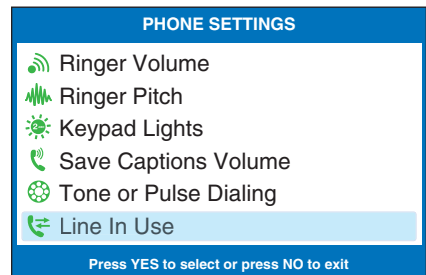 PHONE SETTINGS
Ringer Volume
Ringer Pitch
Keypad Lights
Save Captions Volume
Tone or Pulse Dialing
Line In Use
Press YES to select or press NO to exit